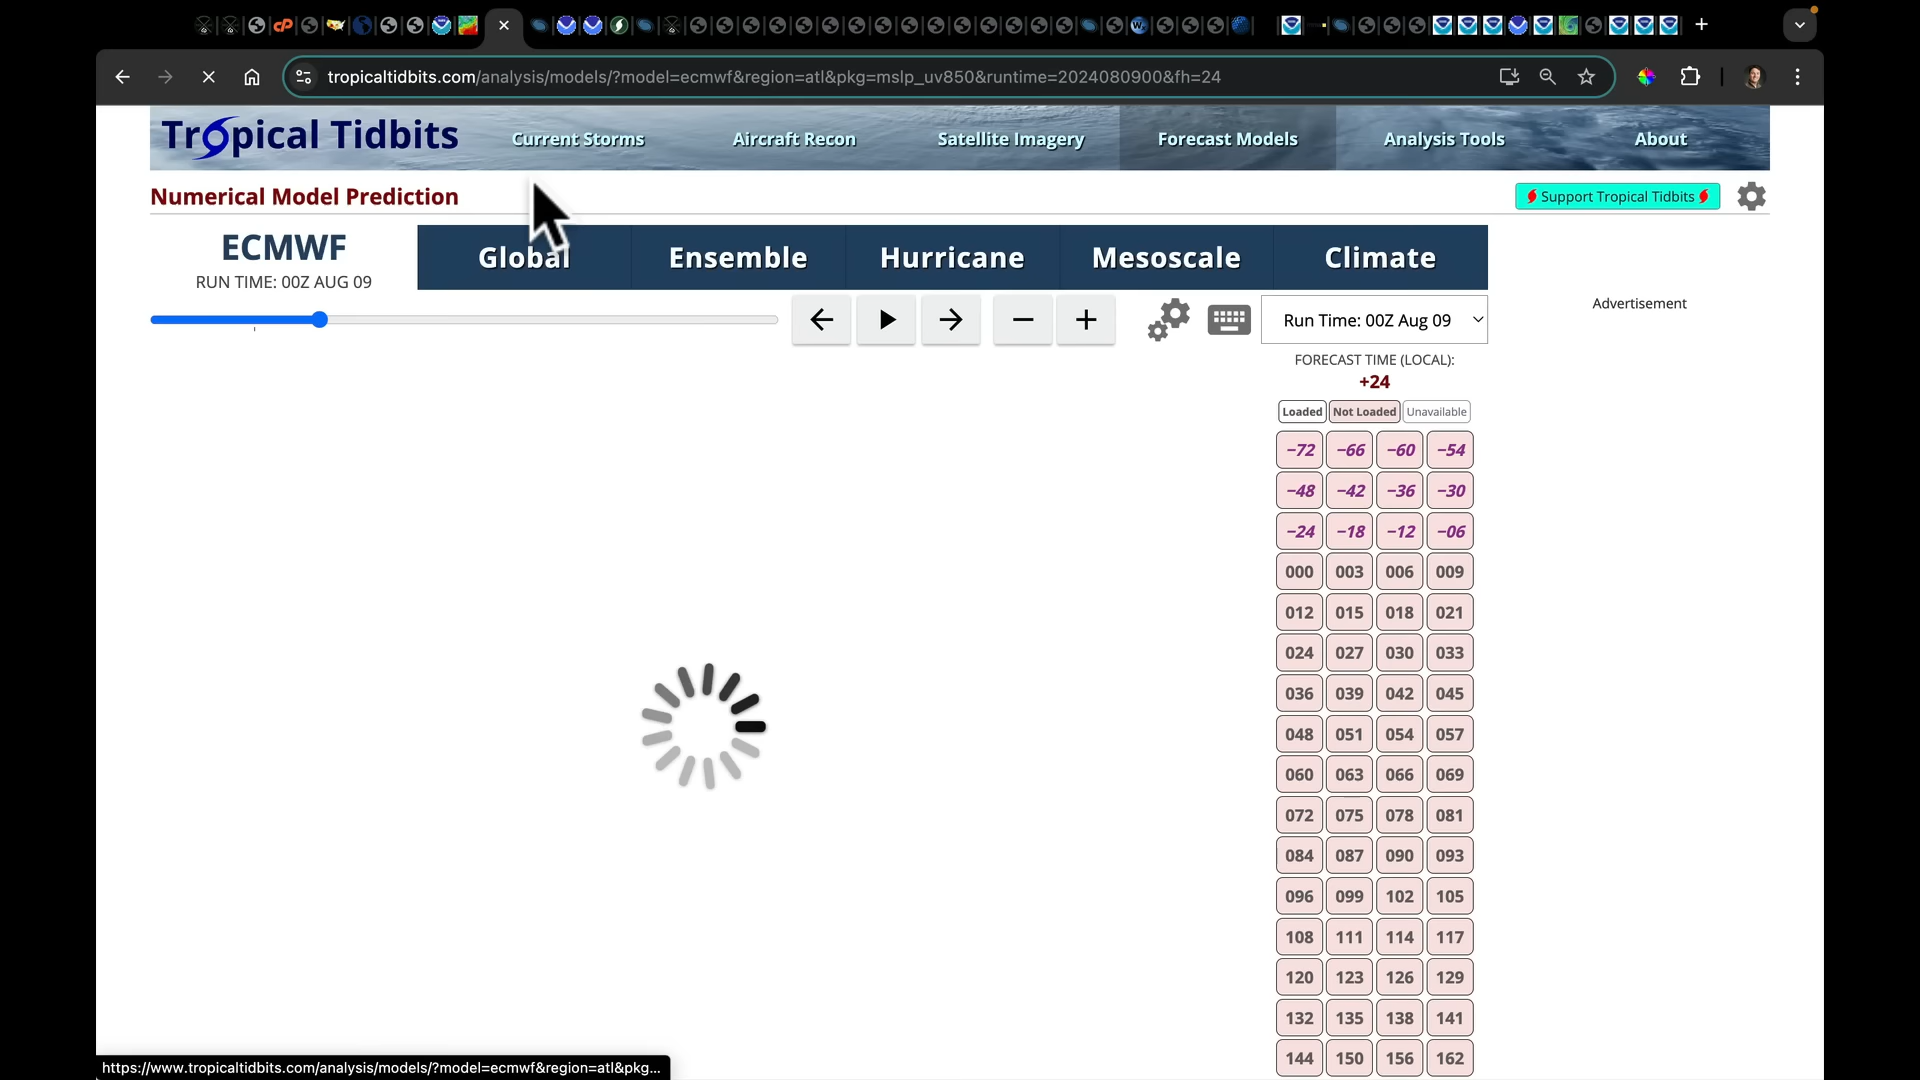 tropicaltidbits.com/analysis/models/?model=ecmwf&region=atl&pkg=mslp_uv850&runtime=2024080900&fh=24
Tropical Tidbits
Current Storms
Aircraft Recon
Satellite Imagery
Forecast Models
Analysis Tools
About
Numerical Model Prediction
Support Tropical Tidbits
ECMWF
RUN TIME: 00Z AUG 09
Global
Ensemble
Hurricane
Mesoscale
Climate
Run Time: 00Z Aug 09
Advertisement
FORECAST TIME (LOCAL):
+24
Loaded Not Loaded Unavailable
−72 −66 −60 −54
−48 −42 −36 −30
−24 −18 −12 −06
000 003 006 009
012 015 018 021
024 027 030 033
036 039 042 045
048 051 054 057
060 063 066 069
072 075 078 081
084 087 090 093
096 099 102 105
108 111 114 117
120 123 126 129
132 135 138 141
144 150 156 162
https://www.tropicaltidbits.com/analysis/models/?model=ecmwf&region=atl&pkg...